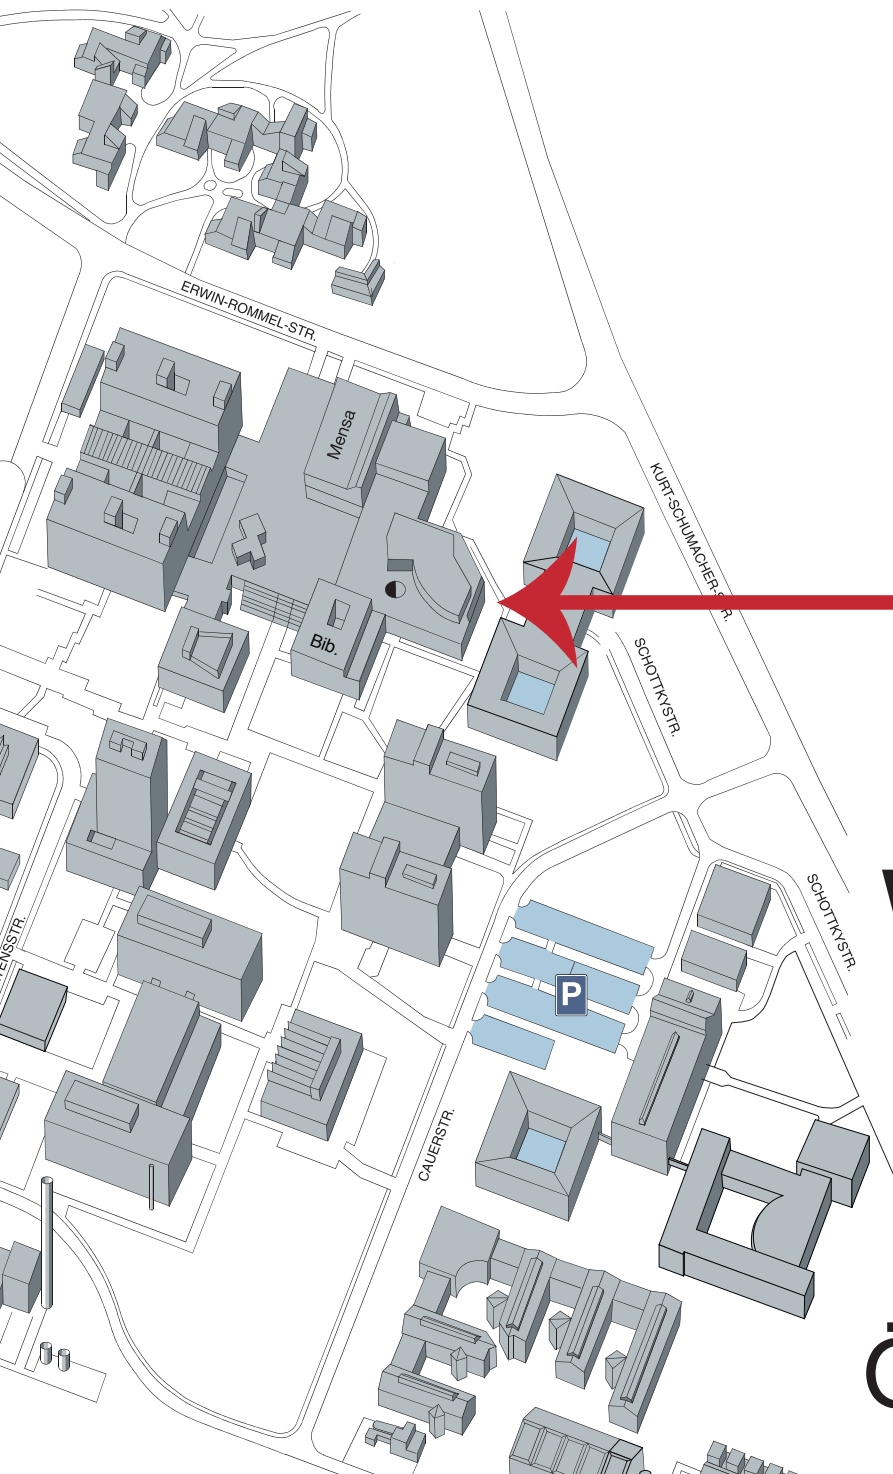 ERWIN-ROMMEL-STR.
Mensa
KURT-SCHUMACHER-STR.
Bib.
SCHOTTKYSTR.
SCHOTTKYSTR.
P
CAUERSTR.